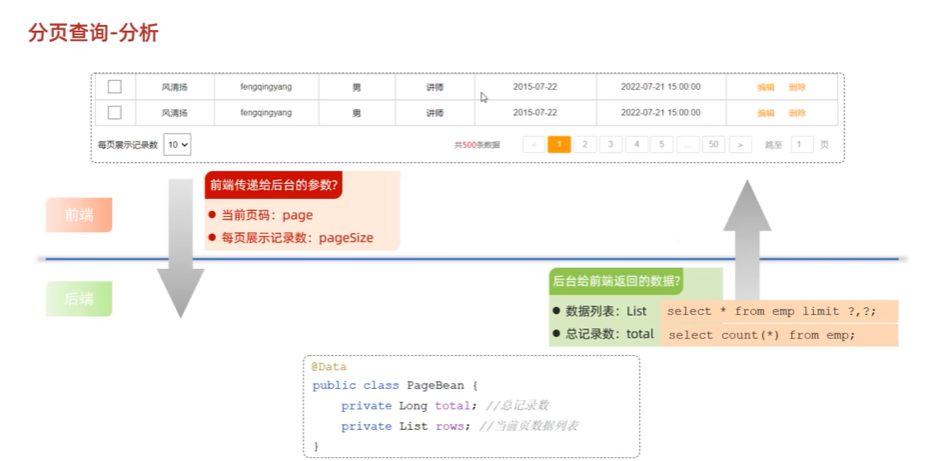 分页查询-分析
风清扬 fengqingyang 男 讲师 2015-07-22 2022-07-21 15:00:00 编辑 删除
风清扬 fengqingyang 男 讲师 2015-07-22 2022-07-21 15:00:00 编辑 删除
每页展示记录数 10 共500条数据 < 1 2 3 4 5 ... 50 > 跳至 1 页
前端传递给后台的参数?
当前页码：page
每页展示记录数：pageSize
前端
后端
后台给前端返回的数据?
数据列表：List select * from emp limit ?,?;
总记录数：total select count(*) from emp;
@Data
public class PageBean {
private Long total; //总记录数
private List rows; //当前页数据列表
}